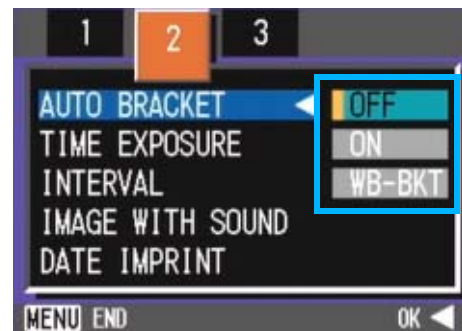 1 2 3
AUTO BRACKET OFF
TIME EXPOSURE ON
INTERVAL WB-BKT
IMAGE WITH SOUND
DATE IMPRINT
MENU END OK